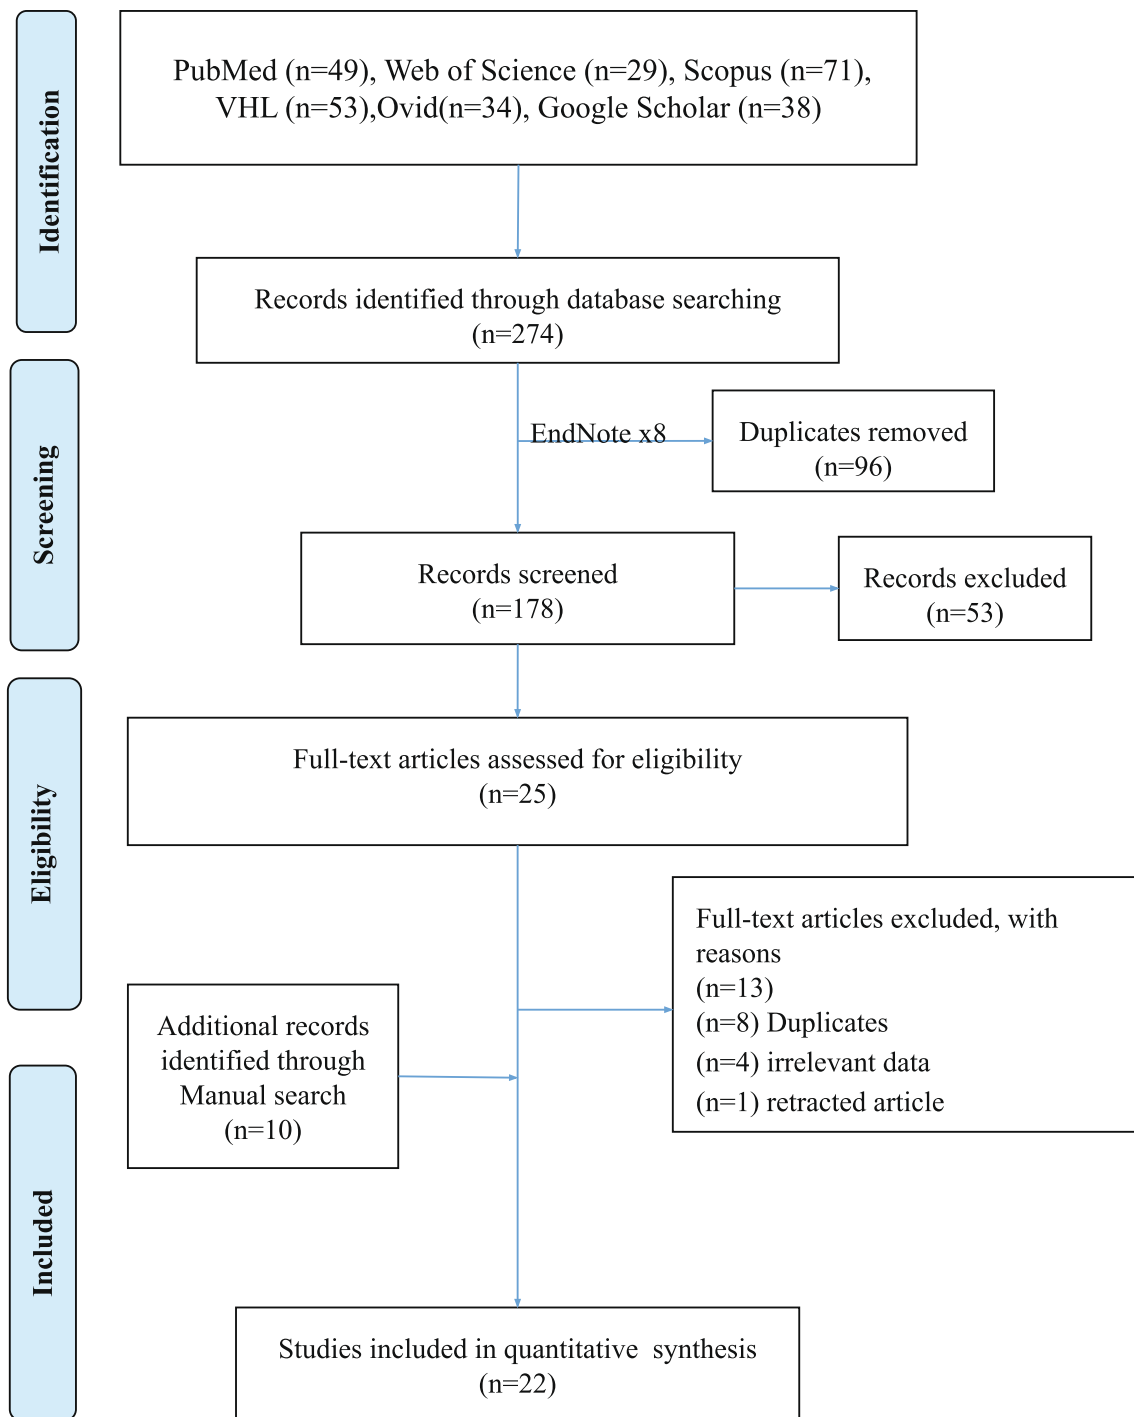 Identification
PubMed (n=49), Web of Science (n=29), Scopus (n=71),
VHL (n=53),Ovid(n=34), Google Scholar (n=38)
Records identified through database searching
(n=274)
Screening
EndNote x8
Duplicates removed
(n=96)
Records screened
(n=178)
Records excluded
(n=53)
Eligibility
Full-text articles assessed for eligibility
(n=25)
Full-text articles excluded, with
reasons
(n=13)
(n=8) Duplicates
(n=4) irrelevant data
(n=1) retracted article
Additional records
identified through
Manual search
(n=10)
Included
Studies included in quantitative  synthesis
(n=22)